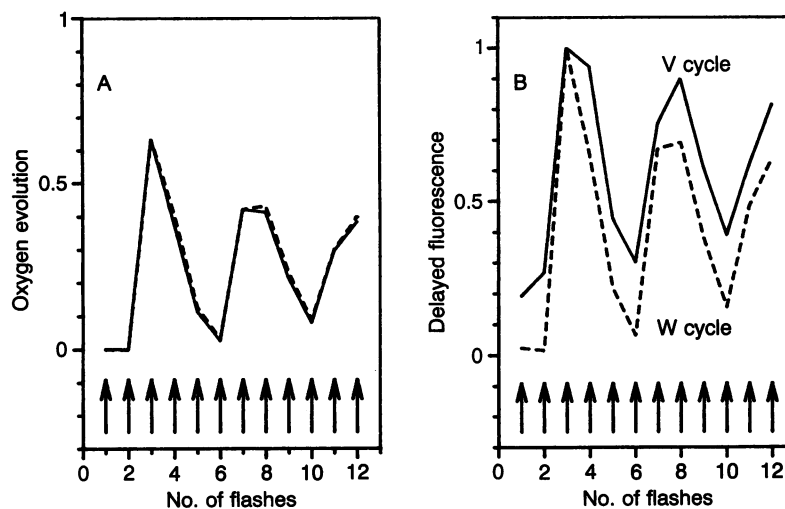 A
Oxygen evolution
1
0.5
0
0 2 4 6 8 10 12
No. of flashes
B
V cycle
W cycle
Delayed fluorescence
1
0.5
0
0 2 4 6 8 10 12
No. of flashes